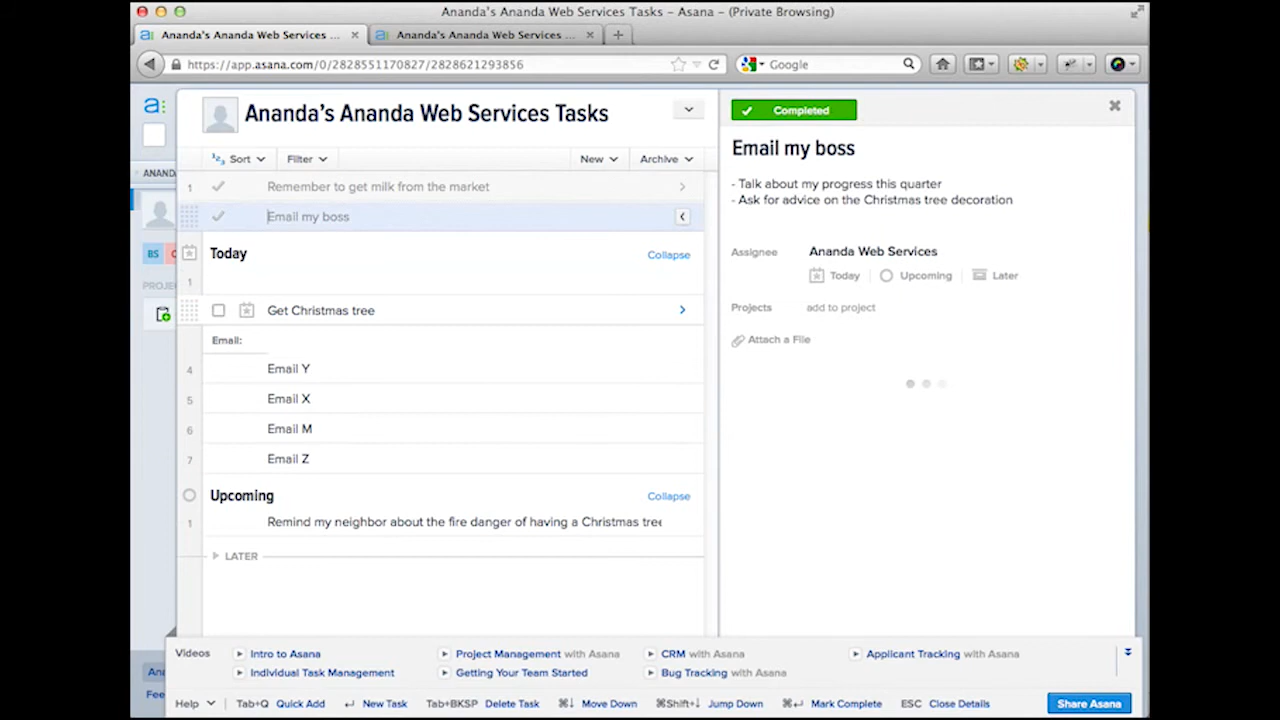 Ananda's Ananda Web Services Tasks – Asana – (Private Browsing)
a: Ananda's Ananda Web Services ... × a: Ananda's Ananda Web Services ... × +
https://app.asana.com/0/2828551170827/2828621293856
Google
a:
Ananda's Ananda Web Services Tasks
Completed
Email my boss
Sort
Filter
New
Archive
ANAND
1 Remember to get milk from the market
Email my boss
- Talk about my progress this quarter
- Ask for advice on the Christmas tree decoration
BS
Today
Collapse
Assignee Ananda Web Services
Today Upcoming Later
PROJE
1
Get Christmas tree
Projects add to project
Email:
Attach a File
4 Email Y
5 Email X
6 Email M
7 Email Z
Upcoming
Collapse
1 Remind my neighbor about the fire danger of having a Christmas tree
LATER
Videos
Intro to Asana
Project Management with Asana
CRM with Asana
Applicant Tracking with Asana
Ana
Individual Task Management
Getting Your Team Started
Bug Tracking with Asana
Fee
Help Tab+Q Quick Add ↵ New Task Tab+BKSP Delete Task ⌘↓ Move Down ⌘Shift+↓ Jump Down ⌘↵ Mark Complete ESC Close Details Share Asana